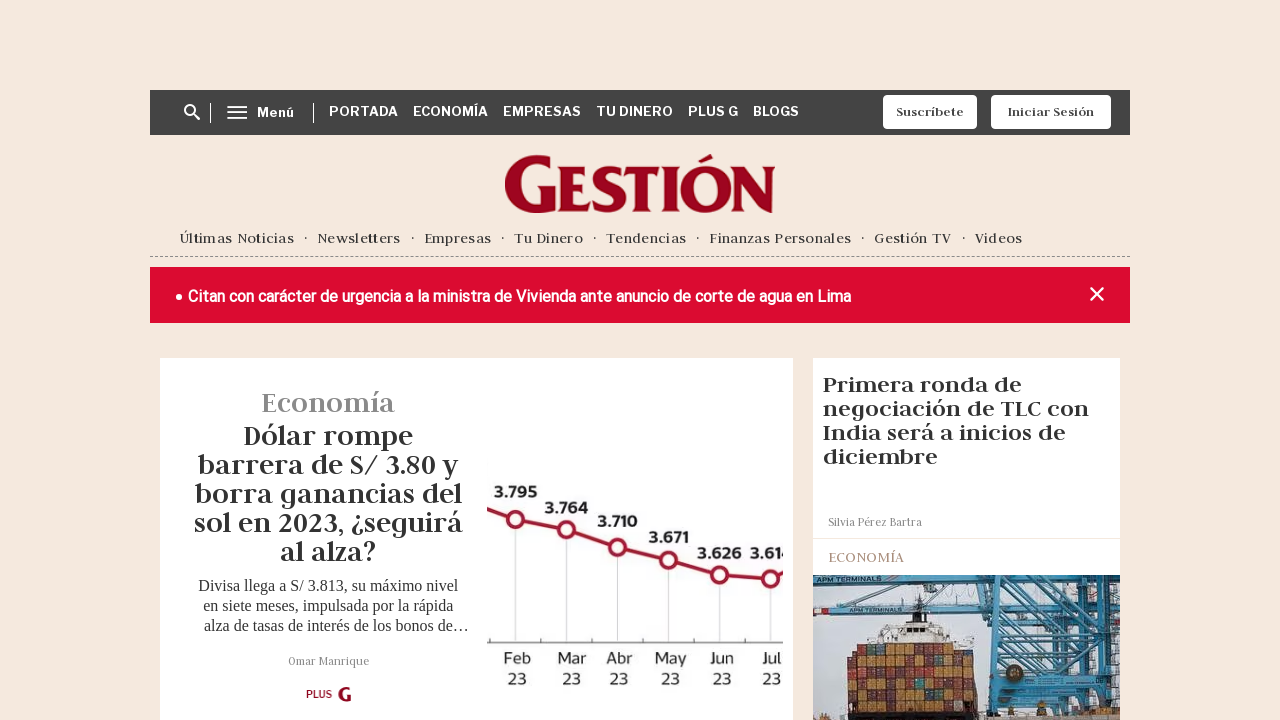 Menú
PORTADA ECONOMÍA EMPRESAS TU DINERO PLUS G BLOGS
Suscríbete
Iniciar Sesión
GESTIÓN
Últimas Noticias · Newsletters · Empresas · Tu Dinero · Tendencias · Finanzas Personales · Gestión TV · Videos
Citan con carácter de urgencia a la ministra de Vivienda ante anuncio de corte de agua en Lima
Economía
Dólar rompe
barrera de S/ 3.80 y
borra ganancias del
sol en 2023, ¿seguirá
al alza?
Divisa llega a S/ 3.813, su máximo nivel
en siete meses, impulsada por la rápida
alza de tasas de interés de los bonos de…
Omar Manrique
PLUS G
3.795
3.764
3.710
3.671
3.626
3.61
Feb Mar Abr May Jun Jul
23 23 23 23 23 23
Primera ronda de
negociación de TLC con
India será a inicios de
diciembre
Silvia Pérez Bartra
ECONOMÍA
APM TERMINALS
APM TERMINALS